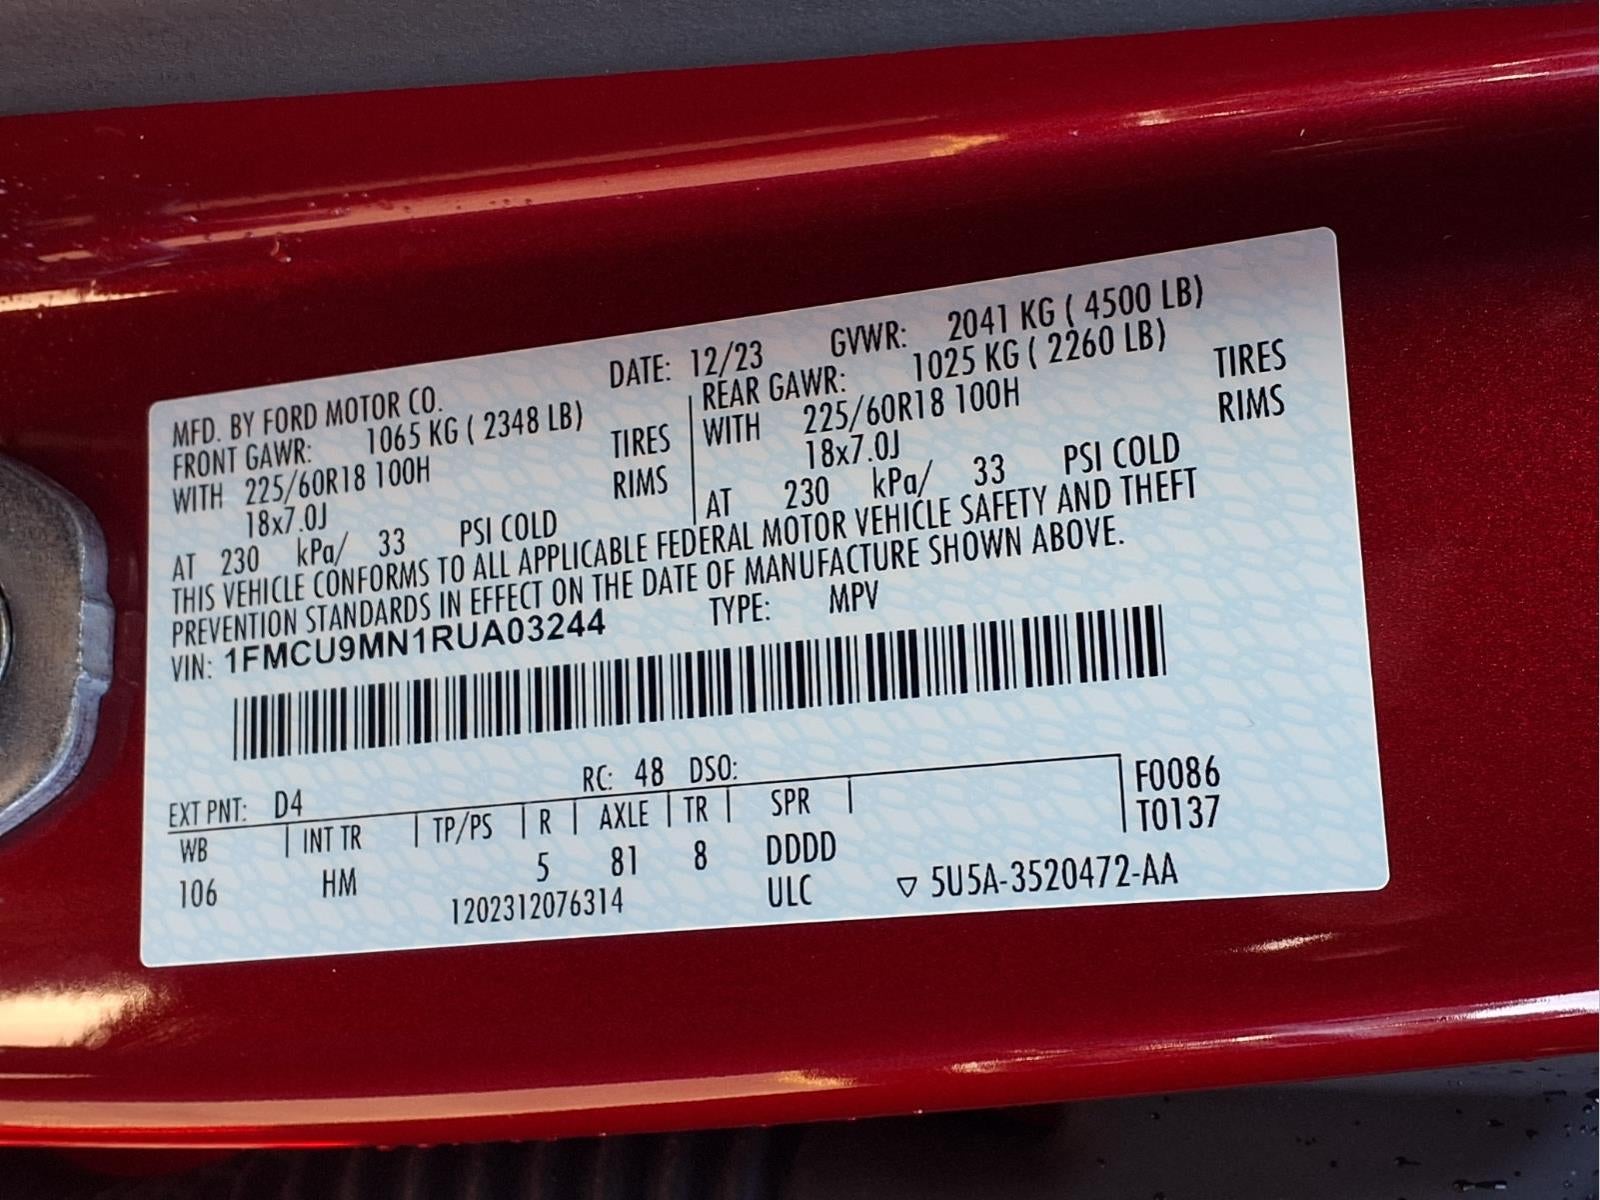 MFD. BY FORD MOTOR CO. DATE: 12/23 GVWR: 2041 KG ( 4500 LB)
FRONT GAWR: 1065 KG ( 2348 LB) REAR GAWR: 1025 KG ( 2260 LB)
WITH 225/60R18 100H TIRES WITH 225/60R18 100H TIRES
18x7.0J RIMS 18x7.0J RIMS
AT 230 kPa/ 33 PSI COLD AT 230 kPa/ 33 PSI COLD
THIS VEHICLE CONFORMS TO ALL APPLICABLE FEDERAL MOTOR VEHICLE SAFETY AND THEFT
PREVENTION STANDARDS IN EFFECT ON THE DATE OF MANUFACTURE SHOWN ABOVE.
VIN: 1FMCU9MN1RUA03244 TYPE: MPV
EXT PNT: D4 RC: 48 DSO: F0086
WB INT TR TP/PS R AXLE TR SPR T0137
106 HM 5 81 8 DDDD
1202312076314 ULC ▽ 5U5A-3520472-AA